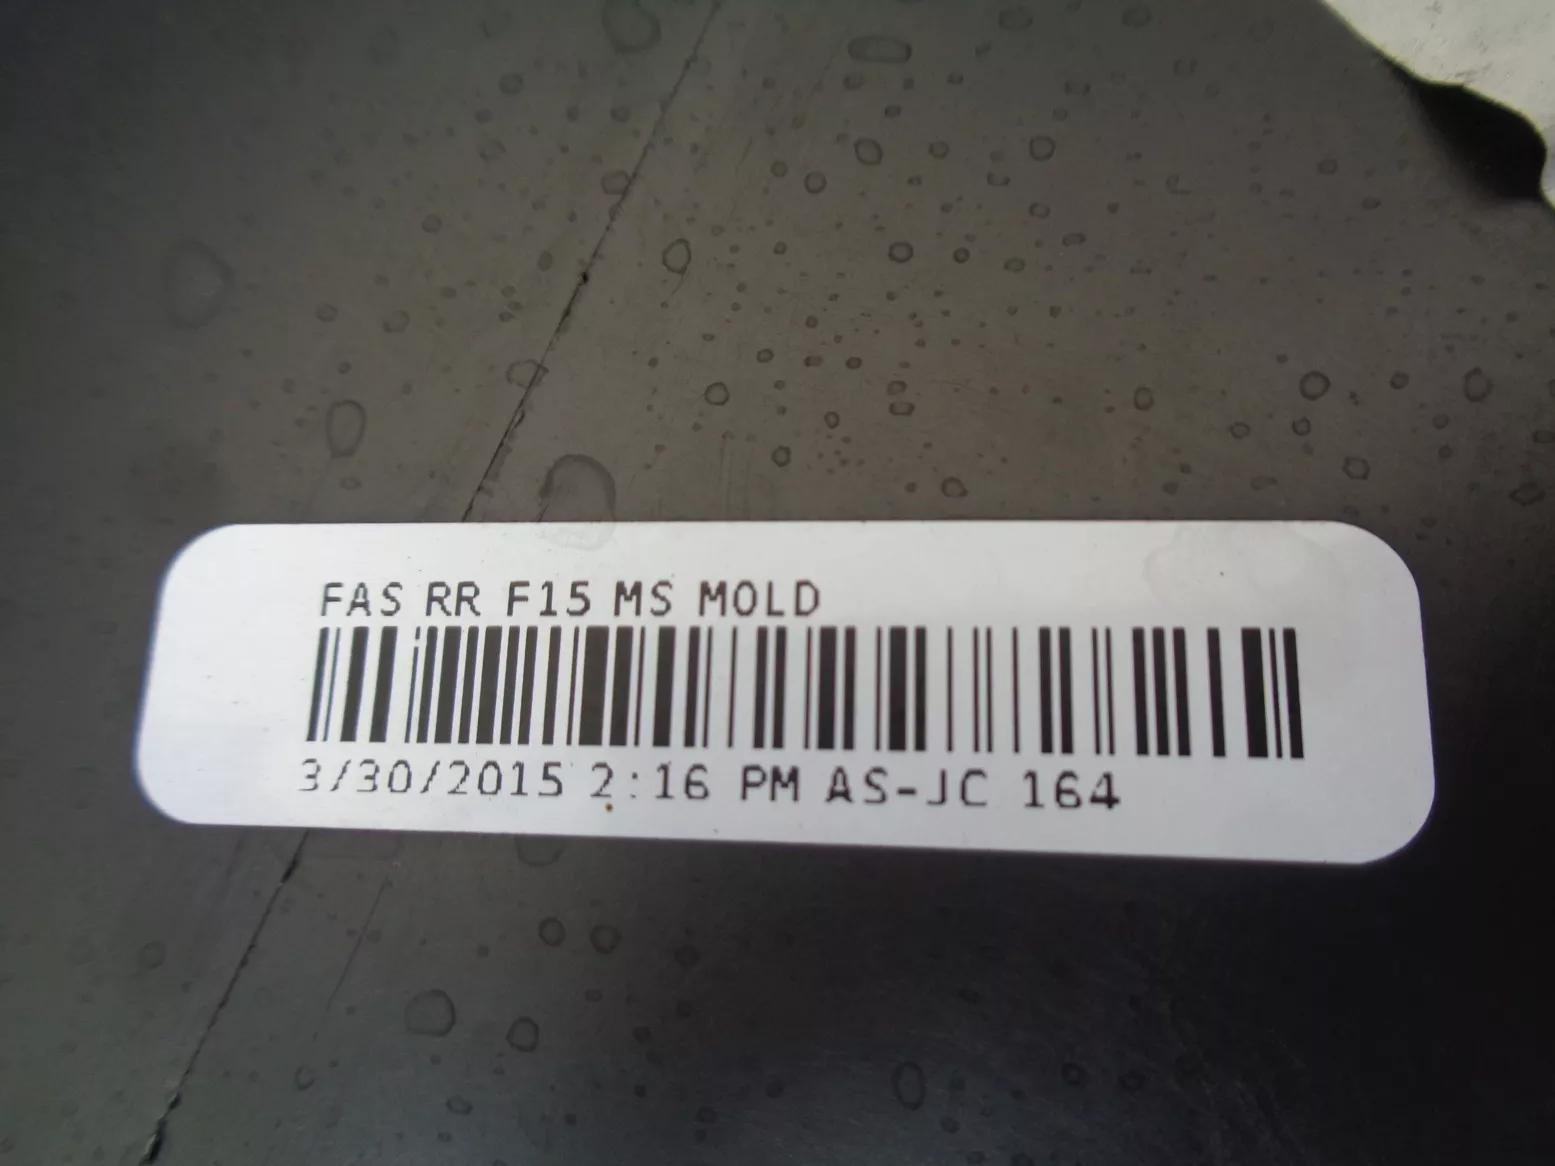 FAS RR F15 MS MOLD
3/30/2015 2:16 PM AS-JC 164